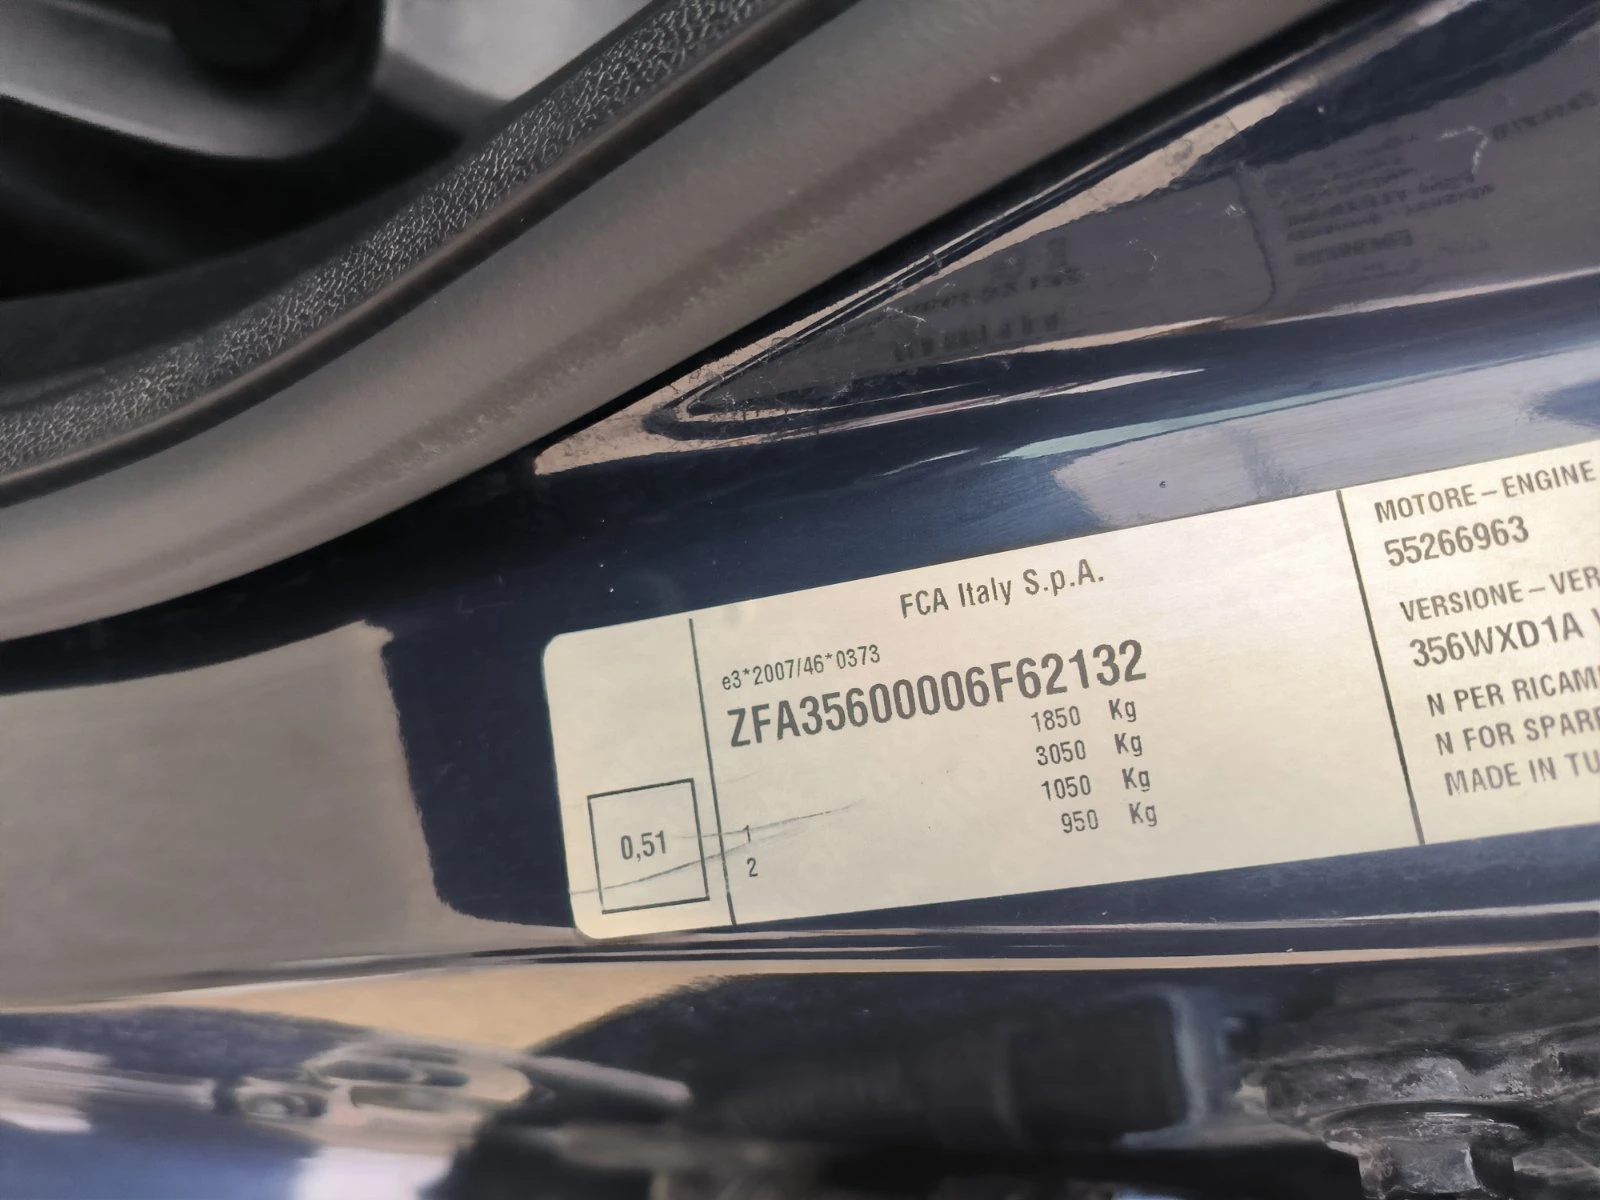 FCA Italy S.p.A.
e3*2007/46*0373
ZFA35600006F62132
1850 Kg
3050 Kg
1 1050 Kg
2 950 Kg
0,51
MOTORE – ENGINE
55266963
VERSIONE – VER
356WXD1A
N PER RICAM
N FOR SPAR
MADE IN TU